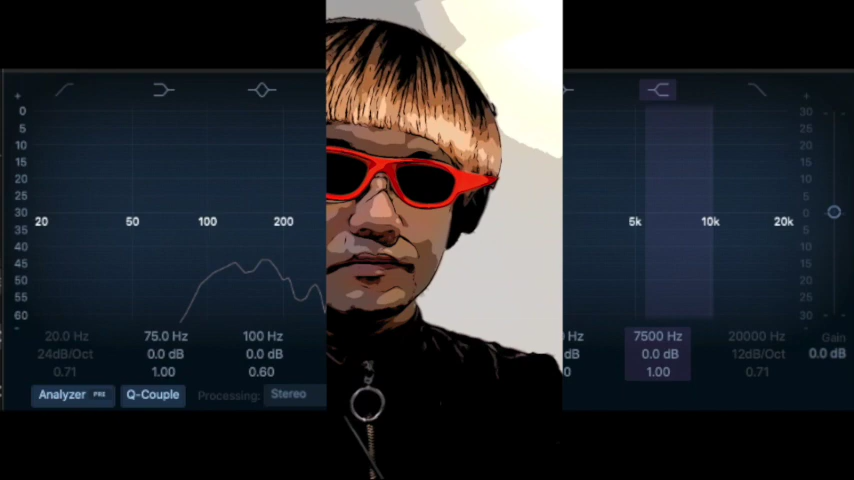 + +
0 30
5 25
10 20
15 15
20 10
25 5
30 20 50 100 200 5k 10k 20k 0
35 5
40 10
45 15
50 20
55 25
60 30
- -
20.0 Hz 75.0 Hz 100 Hz Hz 7500 Hz 20000 Hz Gain
24dB/Oct 0.0 dB 0.0 dB dB 0.0 dB 12dB/Oct 0.0 dB
0.71 1.00 0.60 0 1.00 0.71
Analyzer PRE Q-Couple Processing: Stereo